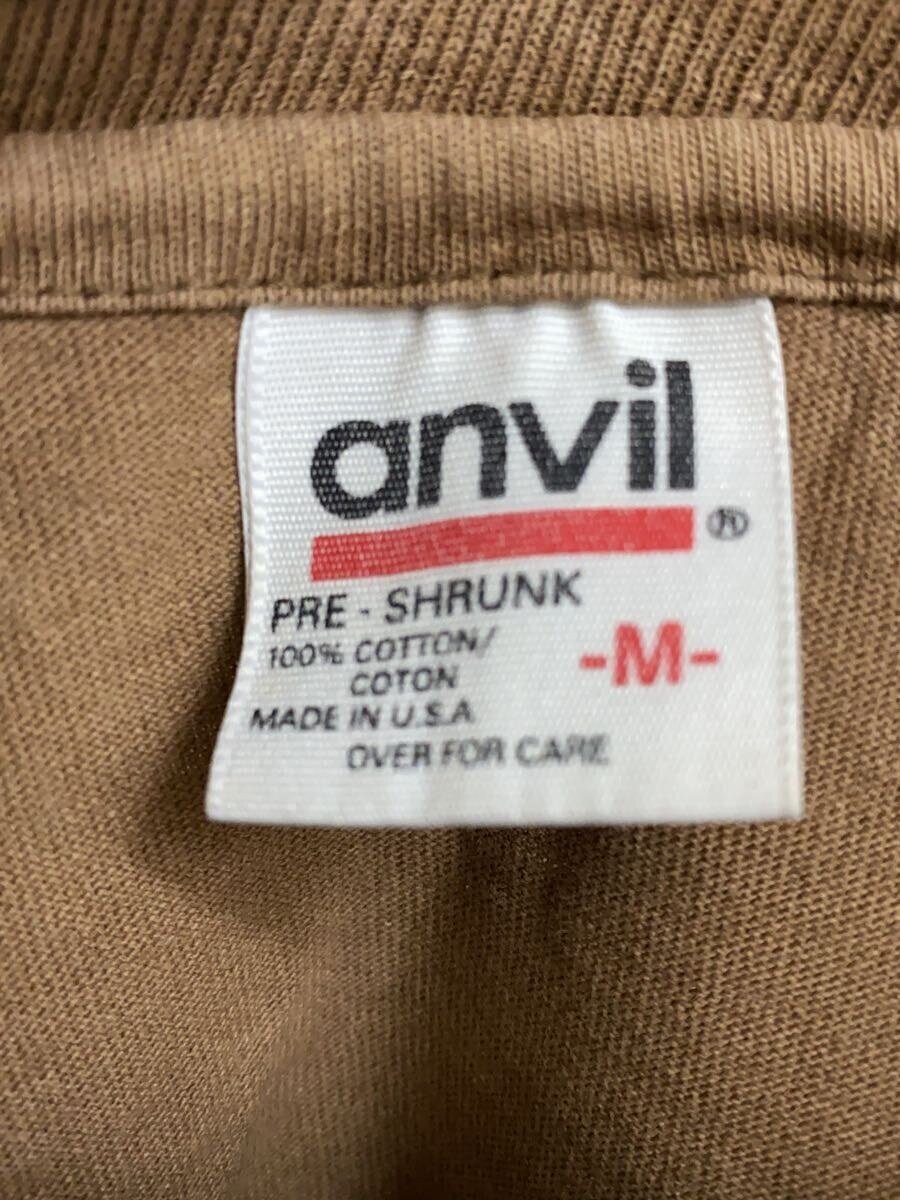 anvil ®
PRE - SHRUNK
100% COTTON/
COTON
-M-
MADE IN U.S.A.
OVER FOR CARE